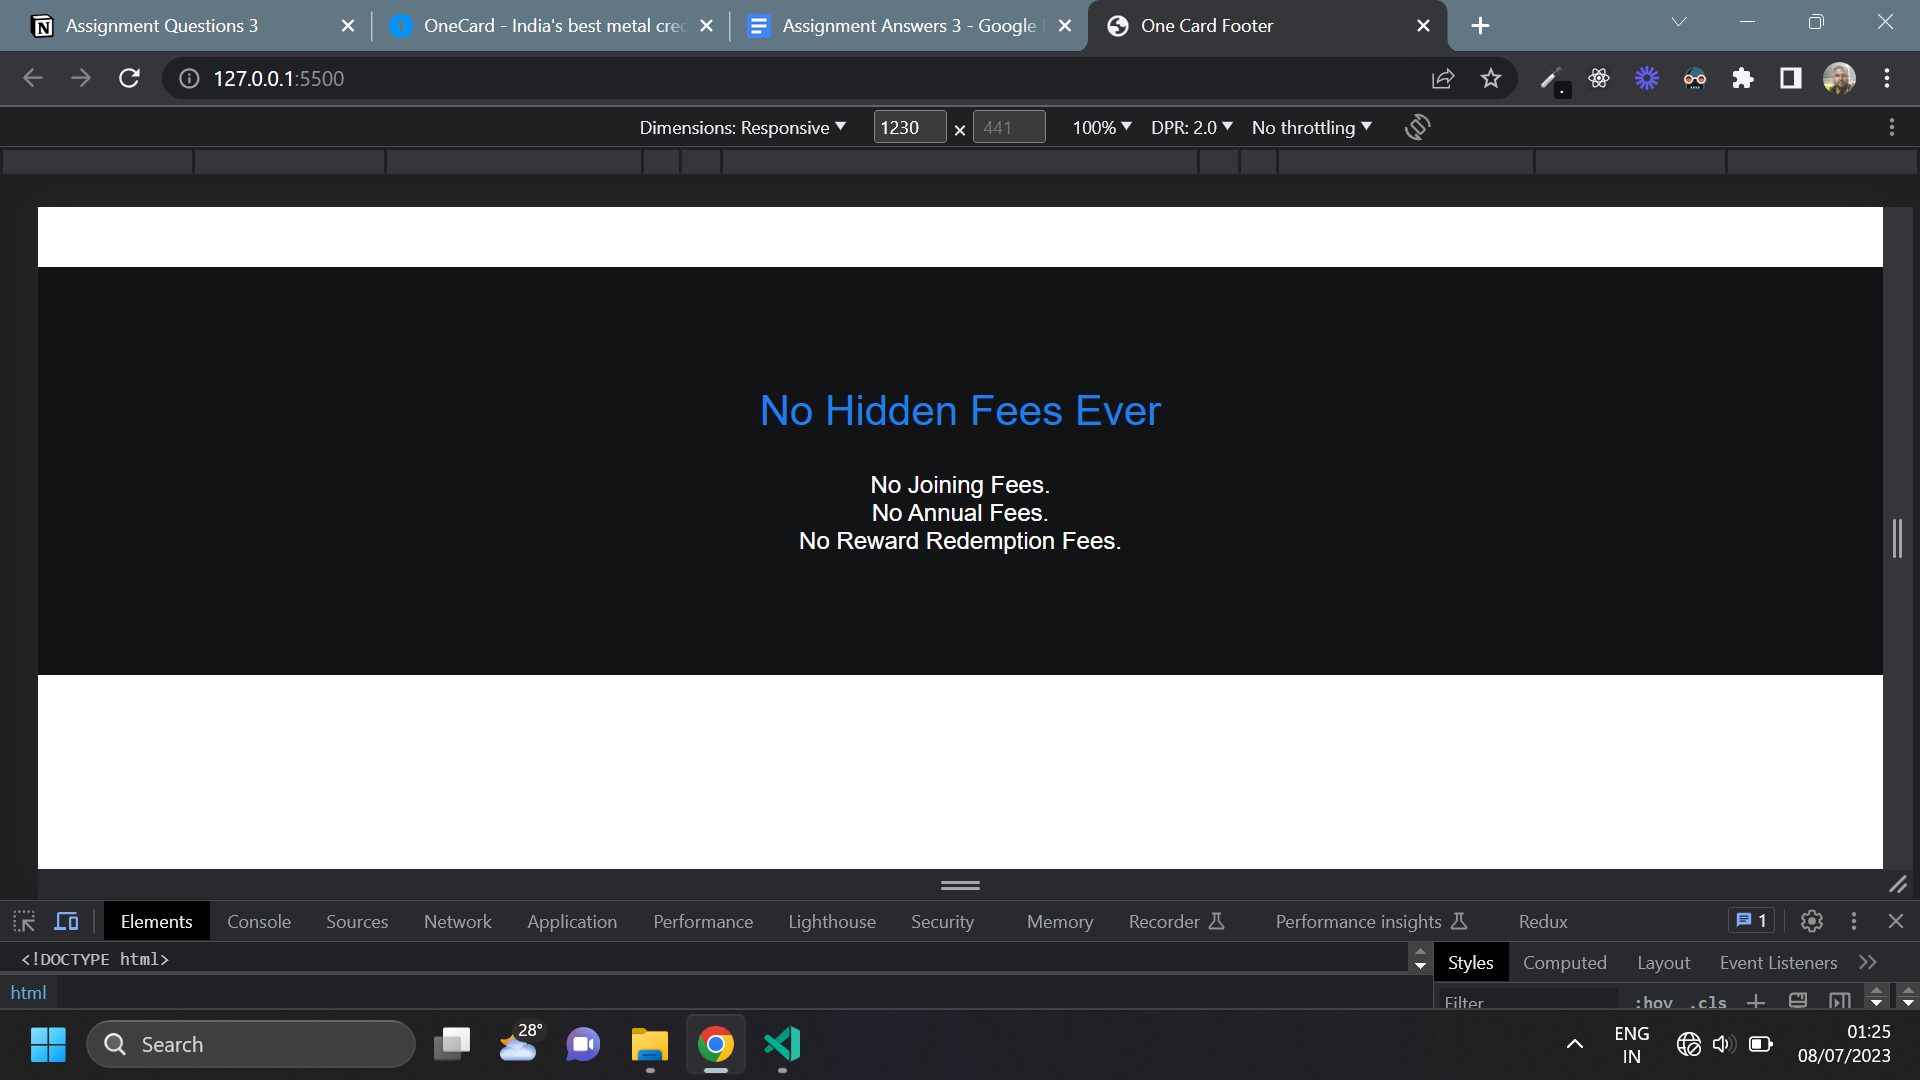 Assignment Questions 3
OneCard - India's best metal cre
Assignment Answers 3 - Google
One Card Footer
127.0.0.1:5500
Dimensions: Responsive
1230 × 441
100%
DPR: 2.0
No throttling
No Hidden Fees Ever
No Joining Fees.
No Annual Fees.
No Reward Redemption Fees.
Elements Console Sources Network Application Performance Lighthouse Security Memory Recorder Performance insights Redux 1
<!DOCTYPE html>
html
Styles Computed Layout Event Listeners
Filter :hov .cls
Search
28°
ENG
IN
01:25
08/07/2023